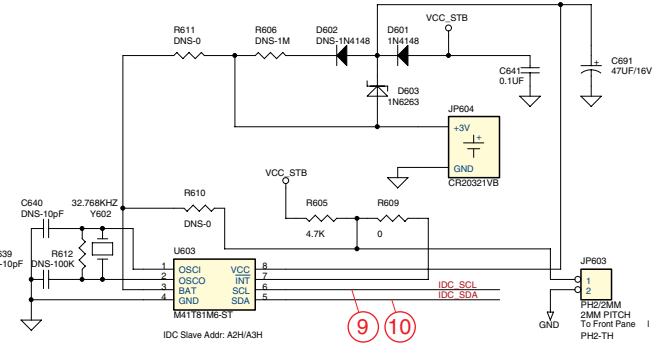 R611
DNS-0
R606
DNS-1M
D602
DNS-1N4148
D601
1N4148
VCC_STB
C641
0.1UF
C691
47UF/16V
D603
1N6263
JP604
+3V
GND
CR20321VB
VCC_STB
R610
DNS-0
R605
4.7K
R609
0
C640
DNS-10pF
32.768KHZ
Y602
639
-10pF
R612
DNS-100K
U603
1 OSCI VCC 8
2 OSCO INT 7
3 BAT SCL 6
4 GND SDA 5
M41T81M6-ST
IDC Slave Addr: A2H/A3H
IDC_SCL
IDC_SDA
9 10
JP603
1
2
GND
PH2/2MM
2MM PITCH
To Front Pane l
PH2-TH